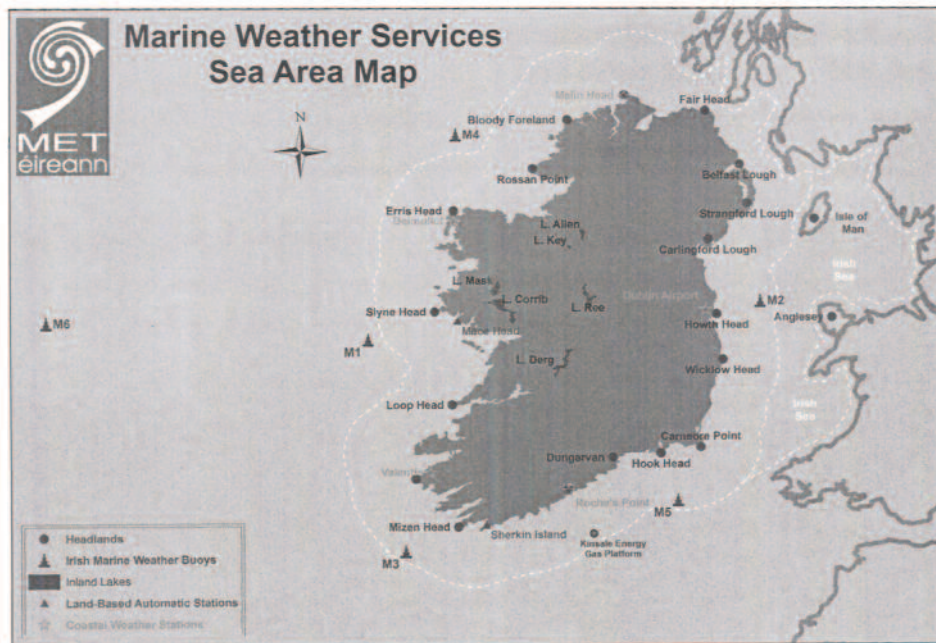 MET
éireann
Marine Weather Services
Sea Area Map
N
Malin Head
Fair Head
Bloody Foreland
M4
Rossan Point
Belfast Lough
Erris Head
Strangford Lough
Isle of
Man
L. Allen
L. Key
Carlingford Lough
Irish
Sea
L. Mask
L. Corrib
L. Ree
Dublin Airport
M2
Anglesey
M6
Slyne Head
Mace Head
Howth Head
M1
L. Derg
Wicklow Head
Loop Head
Irish
Sea
Carnsore Point
Dungarvan
Hook Head
Valentia
Roche's Point
M5
Mizen Head
Sherkin Island
Kinsale Energy
Gas Platform
M3
Headlands
Irish Marine Weather Buoys
Inland Lakes
Land-Based Automatic Stations
Coastal Weather Stations